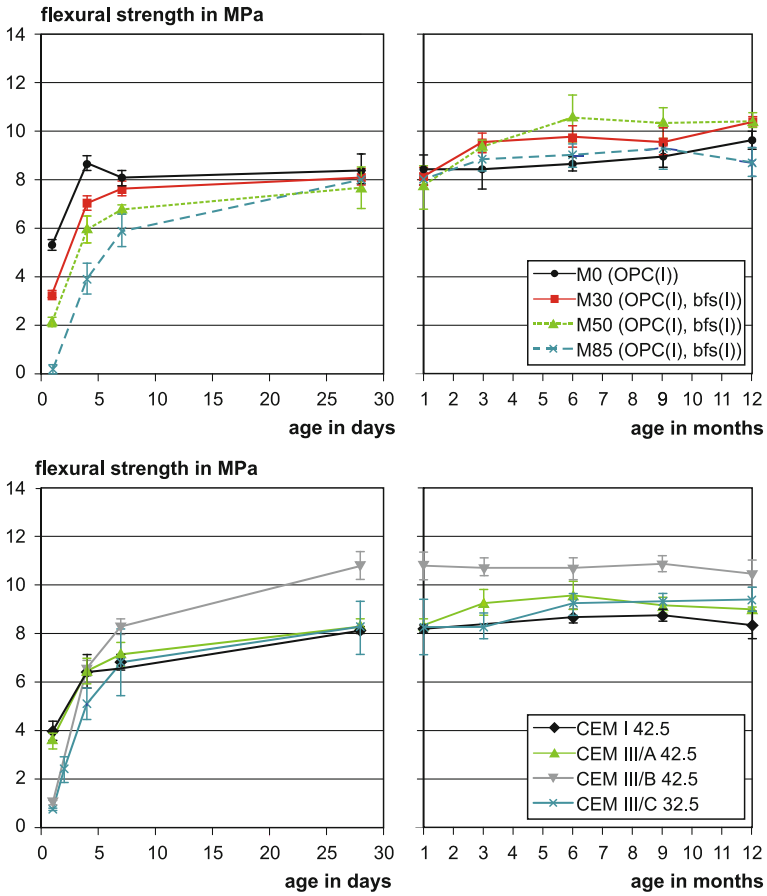 flexural strength in MPa
14
12
10
8
6
4
2
0
0 5 10 15 20 25 30
age in days
1 2 3 4 5 6 7 8 9 10 11 12
age in months
M0 (OPC(I))
M30 (OPC(I), bfs(I))
M50 (OPC(I), bfs(I))
M85 (OPC(I), bfs(I))
flexural strength in MPa
14
12
10
8
6
4
2
0
0 5 10 15 20 25 30
age in days
1 2 3 4 5 6 7 8 9 10 11 12
age in months
CEM I 42.5
CEM III/A 42.5
CEM III/B 42.5
CEM III/C 32.5